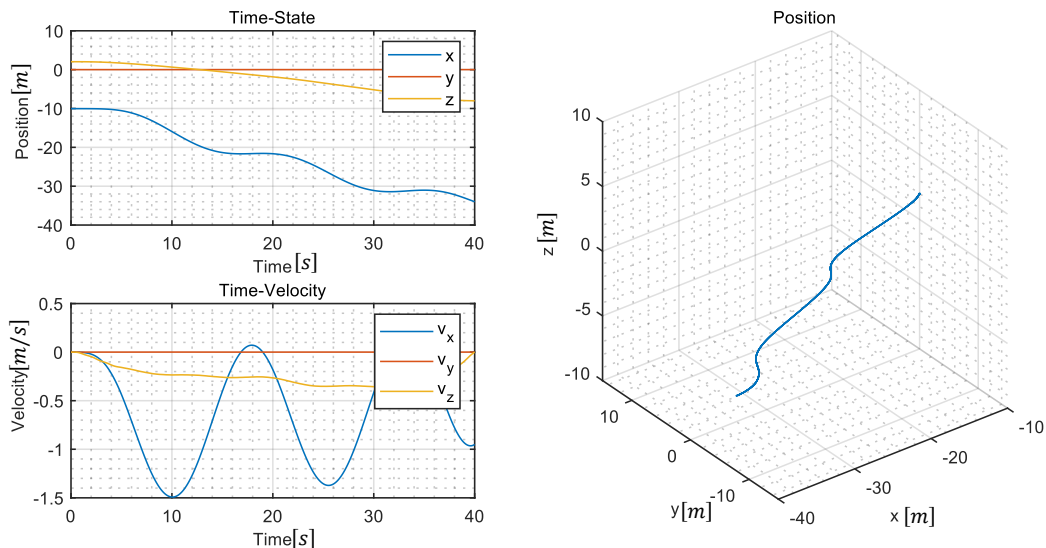 Time-State
10
0
-10
-20
-30
-40
Position[m]
x
y
z
0 10 20 30 40
Time[s]
Time-Velocity
0.5
0
-0.5
-1
-1.5
Velocity[m/s]
v_x
v_y
v_z
0 10 20 30 40
Time[s]
Position
10
5
0
-5
-10
z [m]
10
0
-10
y[m]
-40
-30
-20
-10
x [m]